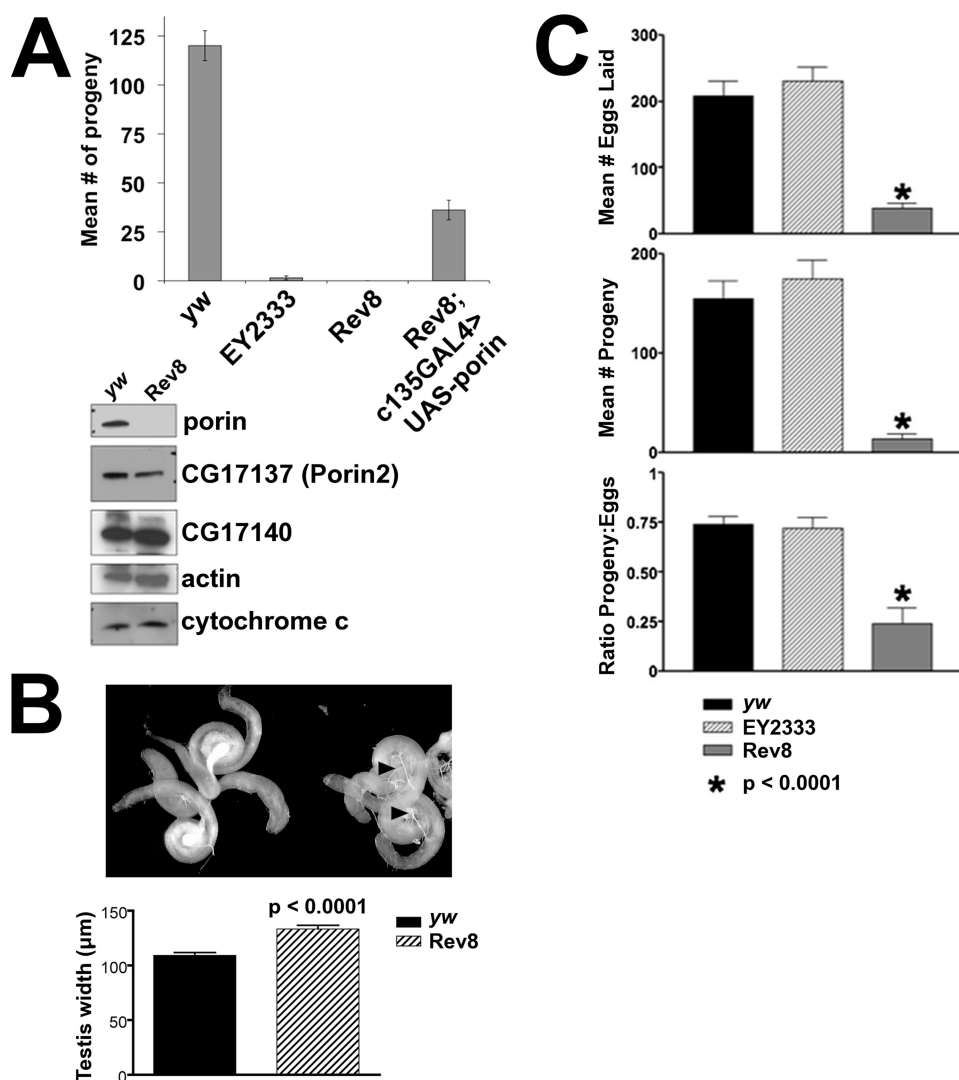 A
Mean # of progeny
125
100
75
50
25
0
yw
EY2333
Rev8
Rev8;
c135GAL4>
UAS-porin
yw
Rev8
porin
CG17137 (Porin2)
CG17140
actin
cytochrome c
B
Testis width (µm)
150
100
50
0
p < 0.0001
yw
Rev8
C
Mean # Eggs Laid
300
200
100
0
*
Mean # Progeny
200
100
0
*
Ratio Progeny:Eggs
1
0.75
0.50
0.25
0
*
yw
EY2333
Rev8
* p < 0.0001